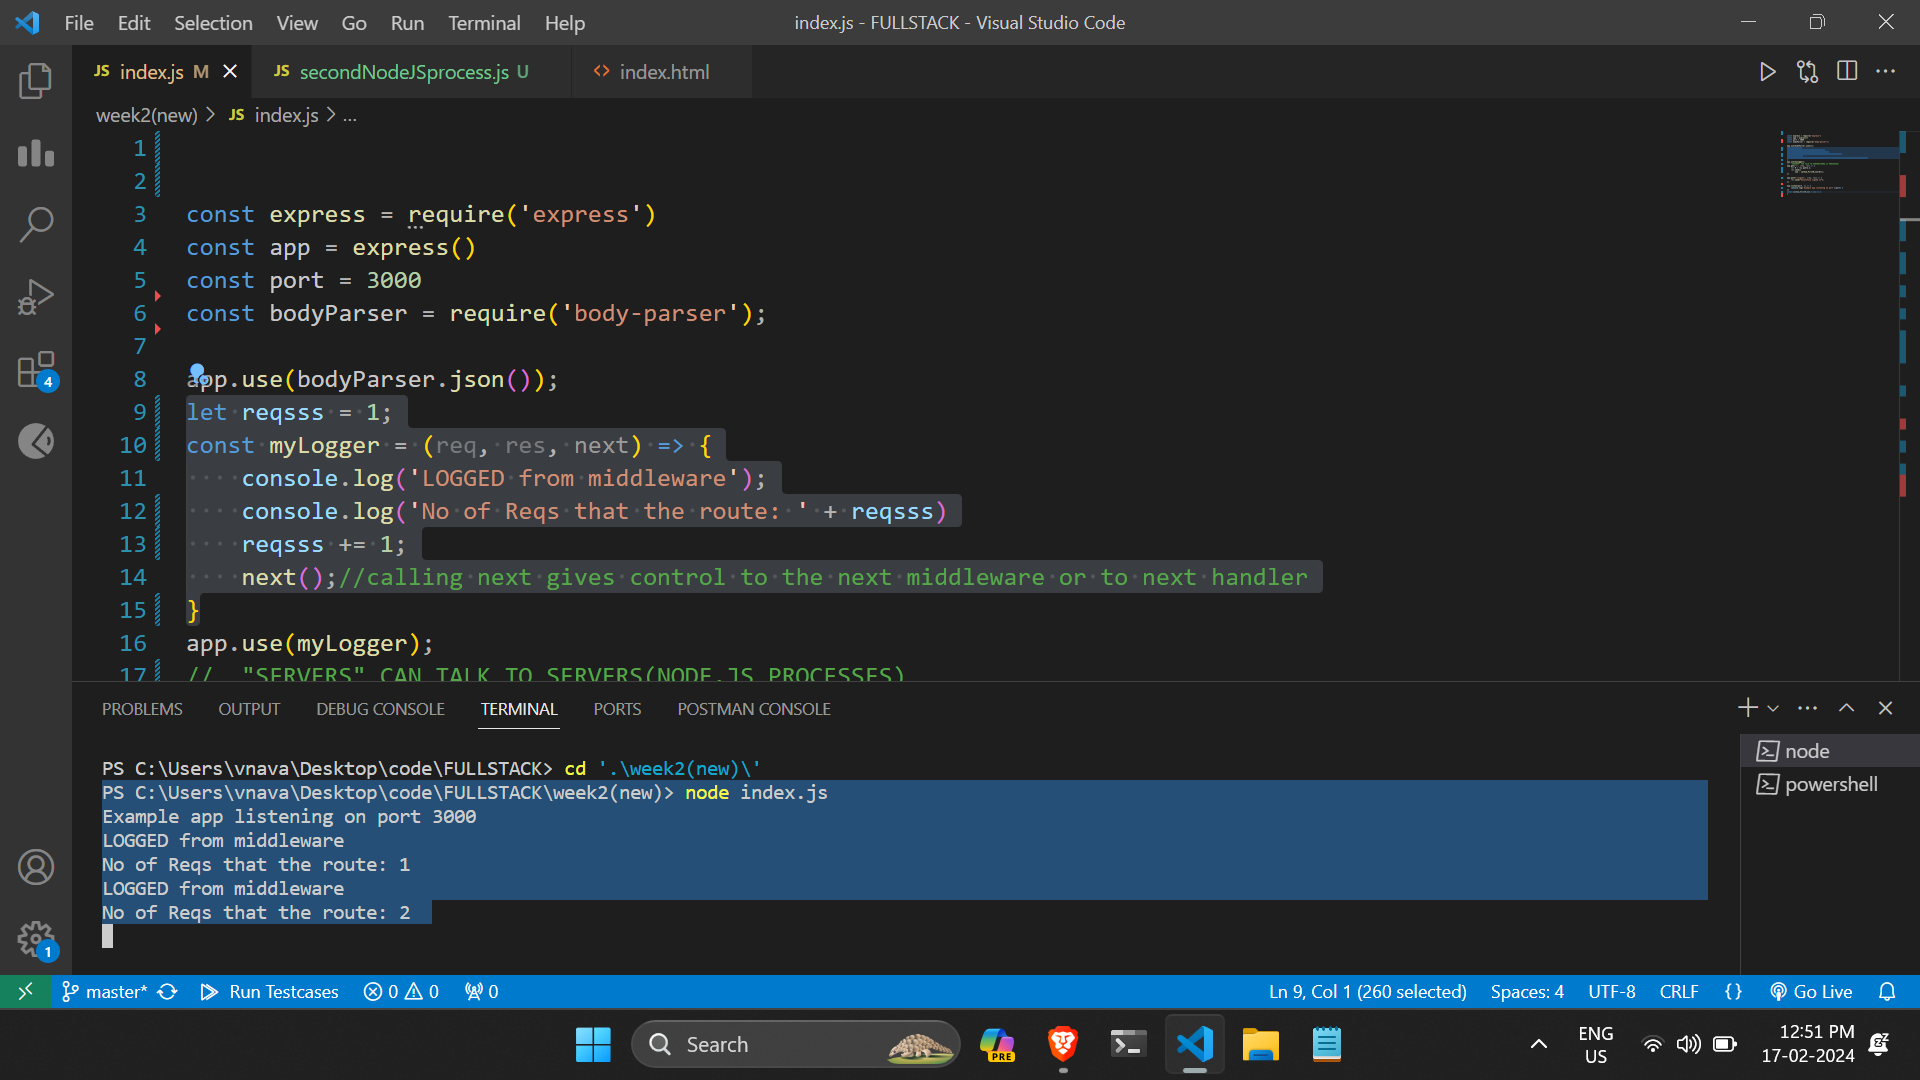 File Edit Selection View Go Run Terminal Help
index.js - FULLSTACK - Visual Studio Code
JS index.js M
JS secondNodeJSprocess.js U
<> index.html
week2(new) > JS index.js > ...
1
2
3 const express = require('express')
4 const app = express()
5 const port = 3000
6 const bodyParser = require('body-parser');
7
8 app.use(bodyParser.json());
9 let reqsss = 1;
10 const myLogger = (req, res, next) => {
11 console.log('LOGGED from middleware');
12 console.log('No of Reqs that the route: ' + reqsss)
13 reqsss += 1;
14 next();//calling next gives control to the next middleware or to next handler
15 }
16 app.use(myLogger);
17 // "SERVERS" CAN TALK TO SERVERS(NODE.JS PROCESSES)
4
1
PROBLEMS OUTPUT DEBUG CONSOLE TERMINAL PORTS POSTMAN CONSOLE
PS C:\Users\vnava\Desktop\code\FULLSTACK> cd '.\week2(new)\'
PS C:\Users\vnava\Desktop\code\FULLSTACK\week2(new)> node index.js
Example app listening on port 3000
LOGGED from middleware
No of Reqs that the route: 1
LOGGED from middleware
No of Reqs that the route: 2
node
powershell
master* Run Testcases 0 0 0
Ln 9, Col 1 (260 selected) Spaces: 4 UTF-8 CRLF {} Go Live
Search
PRE
ENG
US
12:51 PM
17-02-2024